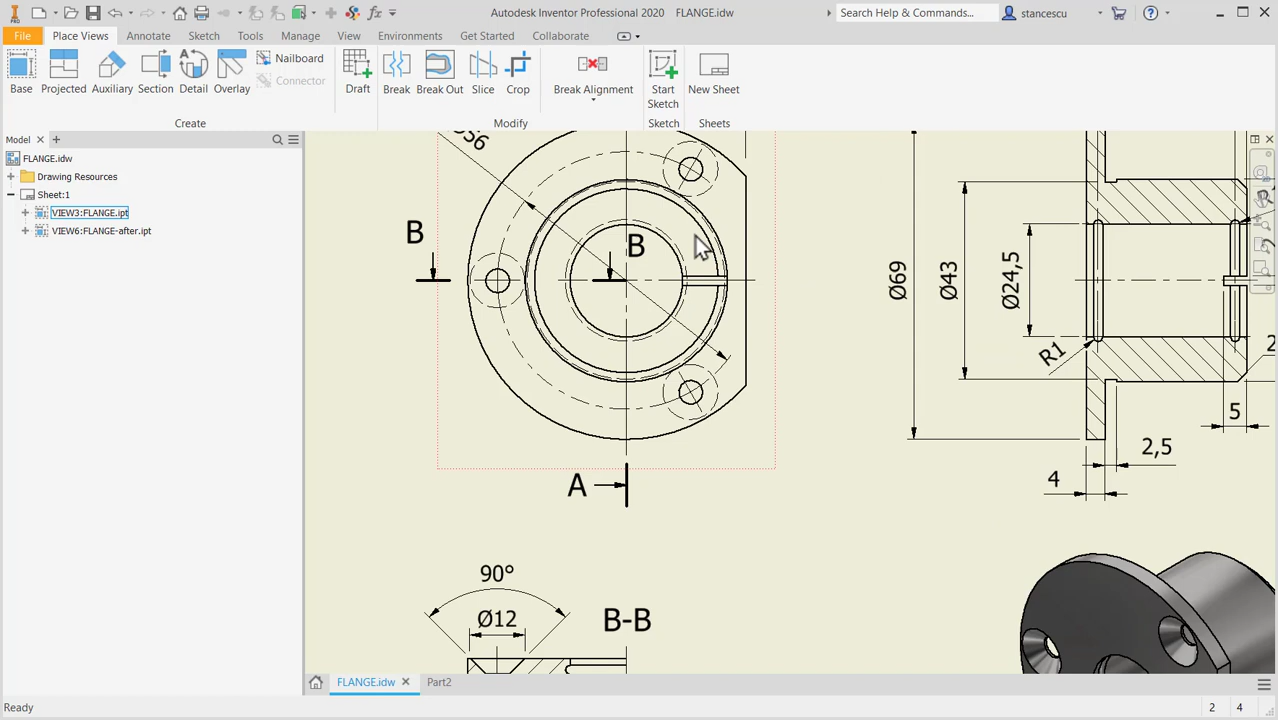 PRO
fx
Autodesk Inventor Professional 2020 FLANGE.idw
Search Help & Commands...
stancescu
File
Place Views
Annotate
Sketch
Tools
Manage
View
Environments
Get Started
Collaborate
Base
Projected
Auxiliary
Section
Detail
Overlay
Nailboard
Connector
Draft
Break
Break Out
Slice
Crop
Break Alignment
Start
Sketch
New Sheet
Create
Modify
Sketch
Sheets
Model
FLANGE.idw
Drawing Resources
Sheet:1
VIEW3:FLANGE.ipt
VIEW6:FLANGE-after.ipt
B
B
A
90°
Ø12
B-B
Ø69
Ø43
Ø24,5
R1
5
2,5
4
FLANGE.idw
Part2
Ready
2
4